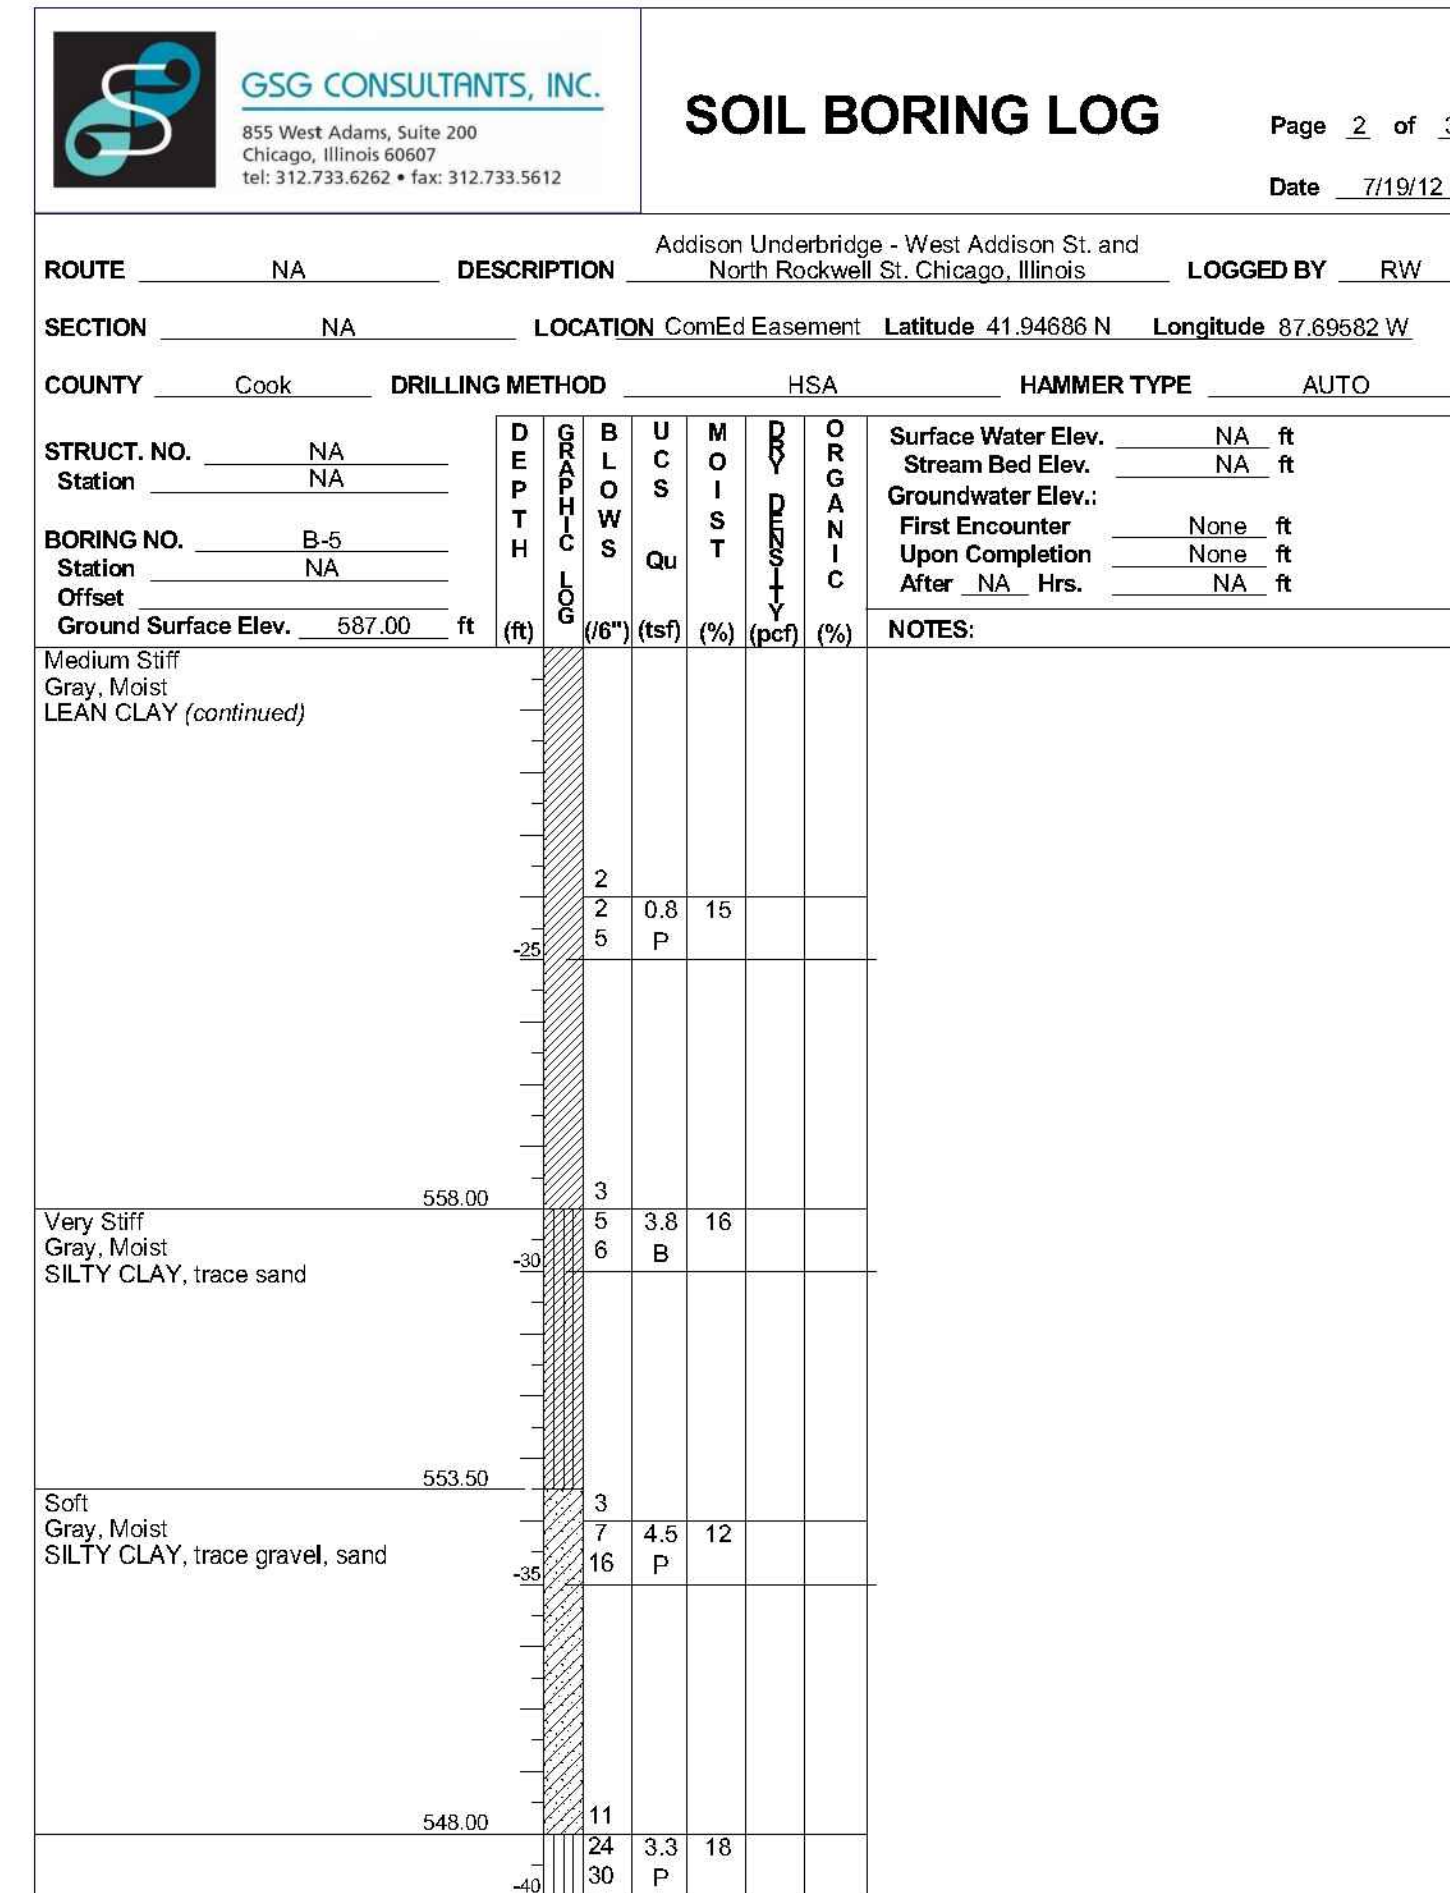 GSG CONSULTANTS, INC.
855 West Adams, Suite 200
Chicago, Illinois 60607
tel: 312.733.6262 • fax: 312.733.5612
SOIL BORING LOG
Page 2 of
Date 7/19/12
ROUTE NA DESCRIPTION Addison Underbridge - West Addison St. and
North Rockwell St. Chicago, Illinois LOGGED BY RW
SECTION NA LOCATION ComEd Easement Latitude 41.94686 N Longitude 87.69582 W
COUNTY Cook DRILLING METHOD HSA HAMMER TYPE AUTO
STRUCT. NO. NA
Station NA
BORING NO. B-5
Station NA
Offset
Ground Surface Elev. 587.00 ft
DEPTH (ft)
GRAPHIC LOG
BLOWS (/6")
UCS Qu (tsf)
MOIST (%)
DRY DENSITY (pcf)
ORGANIC (%)
Surface Water Elev. NA ft
Stream Bed Elev. NA ft
Groundwater Elev.:
First Encounter None ft
Upon Completion None ft
After NA Hrs. NA ft
NOTES:
Medium Stiff
Gray, Moist
LEAN CLAY (continued)
2
2 0.8 15
-25 5 P
558.00 3
Very Stiff 5 3.8 16
Gray, Moist -30 6 B
SILTY CLAY, trace sand
553.50
Soft 3
Gray, Moist 7 4.5 12
SILTY CLAY, trace gravel, sand 16 P
-35
548.00 11
24 3.3 18
-40 30 P